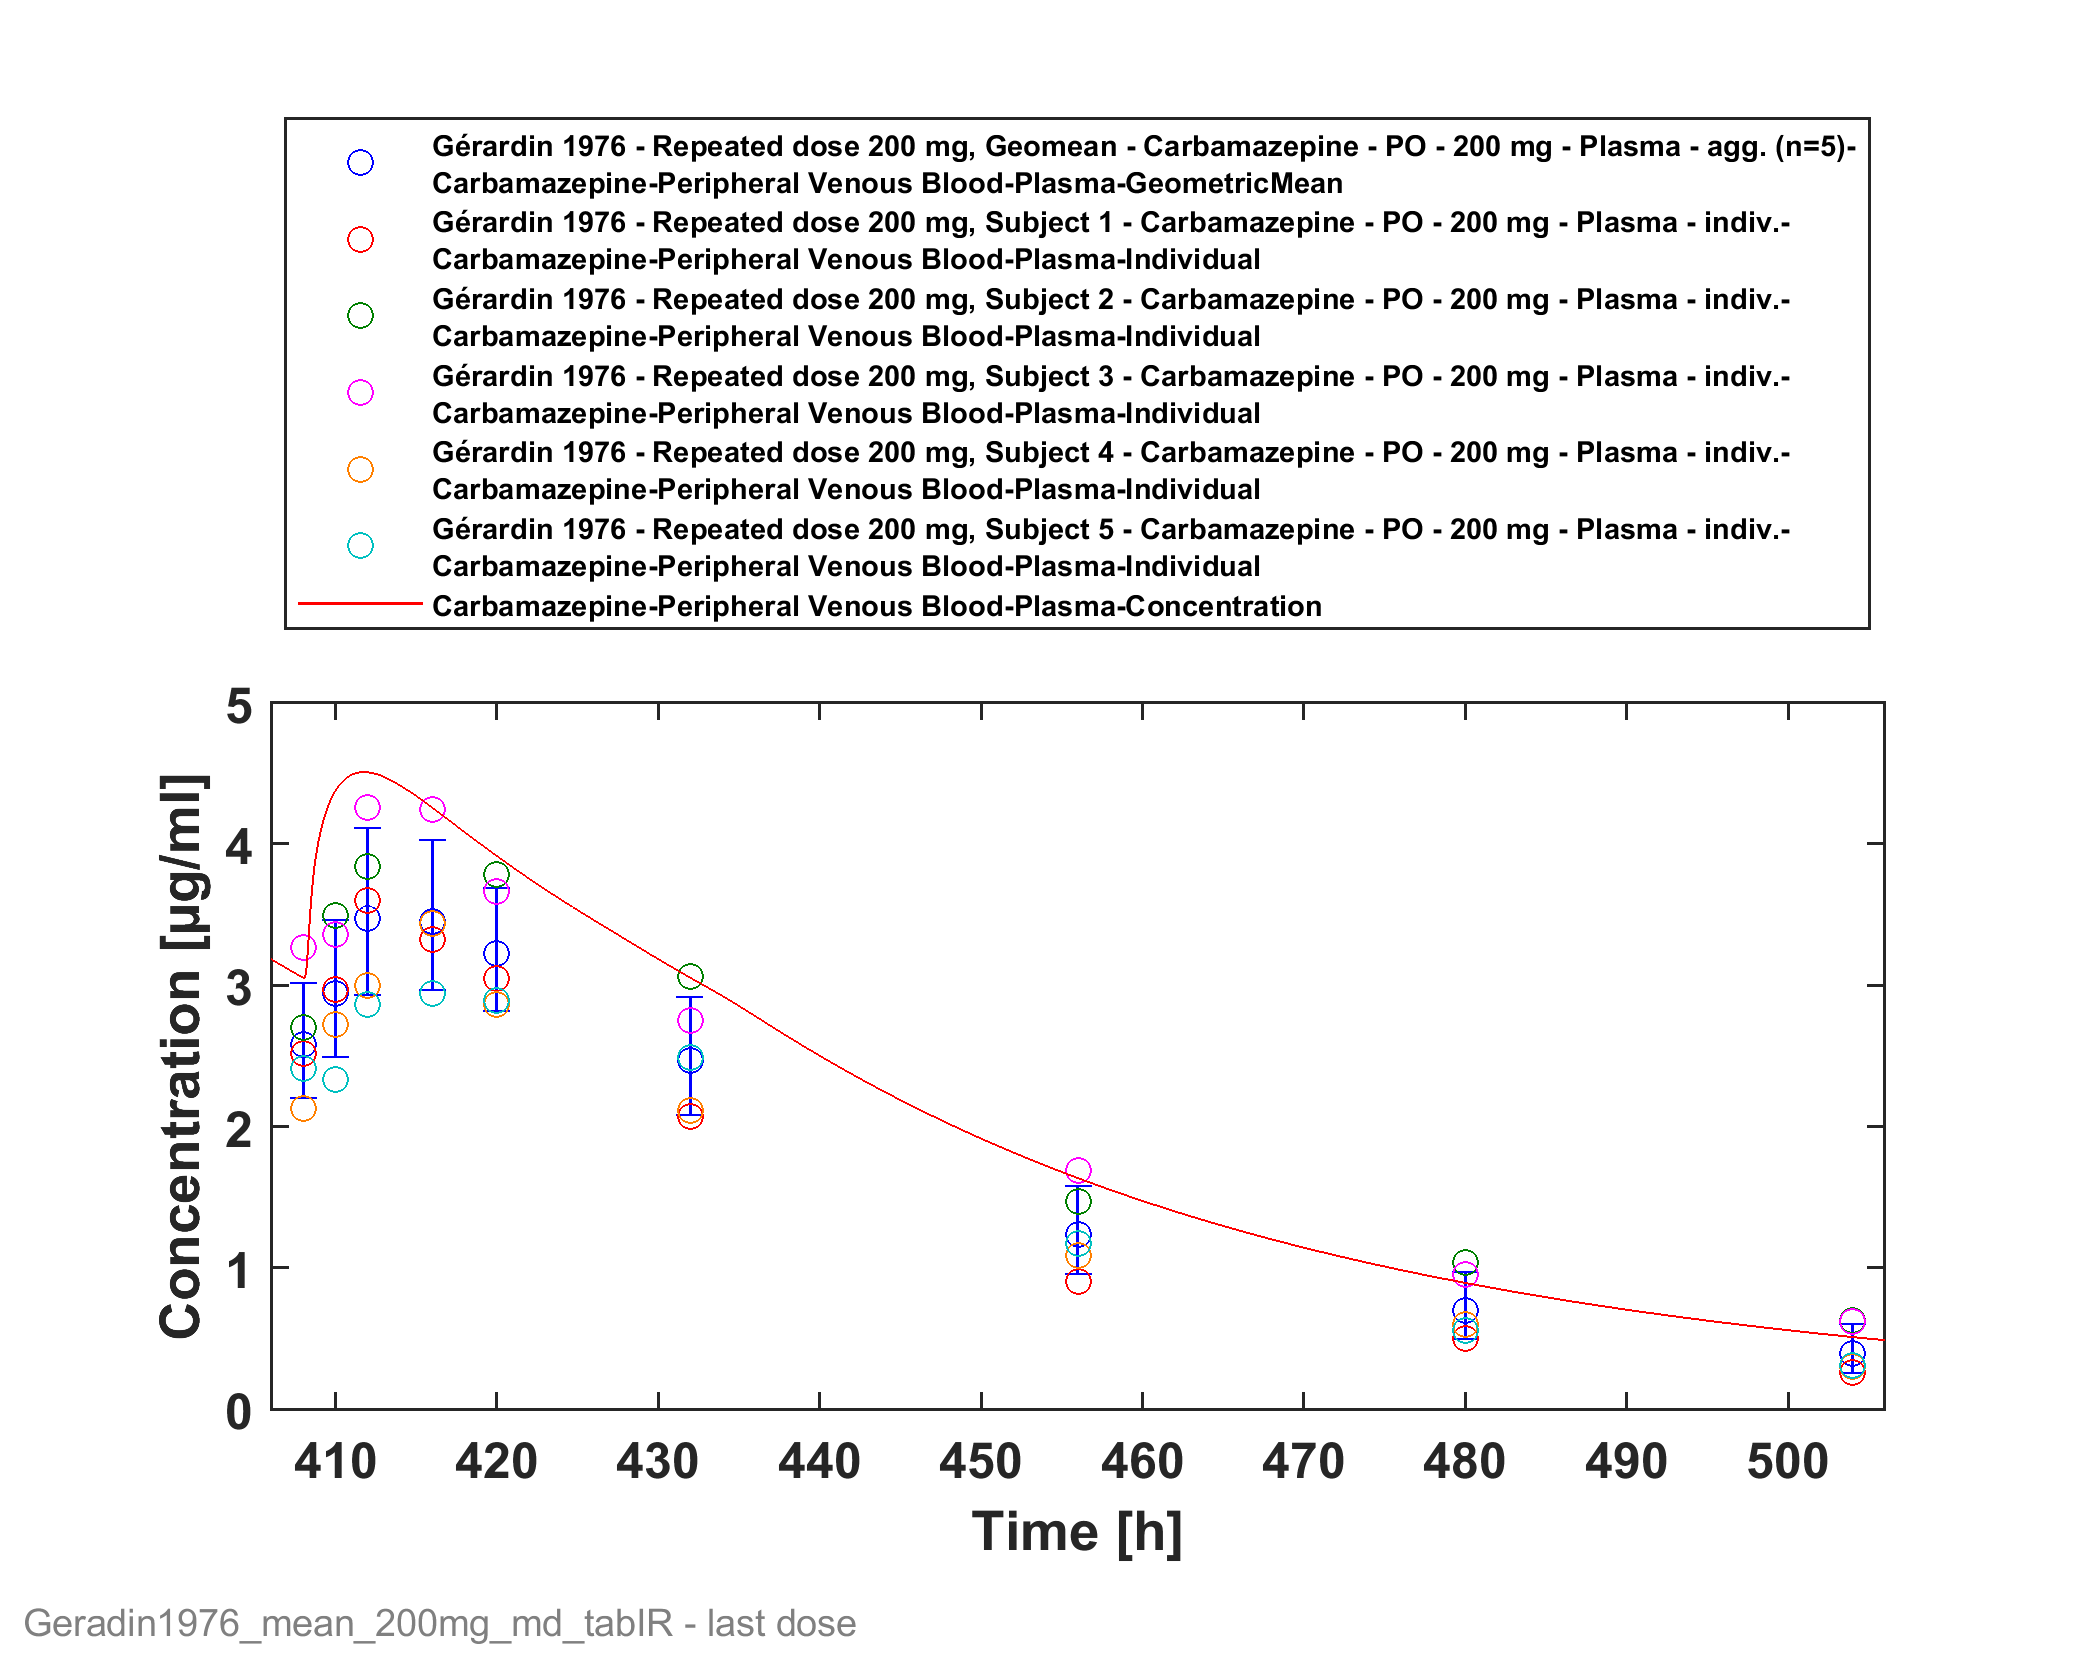 Gérardin 1976 - Repeated dose 200 mg, Geomean - Carbamazepine - PO - 200 mg - Plasma - agg. (n=5)-
Carbamazepine-Peripheral Venous Blood-Plasma-GeometricMean
Gérardin 1976 - Repeated dose 200 mg, Subject 1 - Carbamazepine - PO - 200 mg - Plasma - indiv.-
Carbamazepine-Peripheral Venous Blood-Plasma-Individual
Gérardin 1976 - Repeated dose 200 mg, Subject 2 - Carbamazepine - PO - 200 mg - Plasma - indiv.-
Carbamazepine-Peripheral Venous Blood-Plasma-Individual
Gérardin 1976 - Repeated dose 200 mg, Subject 3 - Carbamazepine - PO - 200 mg - Plasma - indiv.-
Carbamazepine-Peripheral Venous Blood-Plasma-Individual
Gérardin 1976 - Repeated dose 200 mg, Subject 4 - Carbamazepine - PO - 200 mg - Plasma - indiv.-
Carbamazepine-Peripheral Venous Blood-Plasma-Individual
Gérardin 1976 - Repeated dose 200 mg, Subject 5 - Carbamazepine - PO - 200 mg - Plasma - indiv.-
Carbamazepine-Peripheral Venous Blood-Plasma-Individual
Carbamazepine-Peripheral Venous Blood-Plasma-Concentration
Concentration [µg/ml]
5
4
3
2
1
0
410 420 430 440 450 460 470 480 490 500
Time [h]
Geradin1976_mean_200mg_md_tabIR - last dose